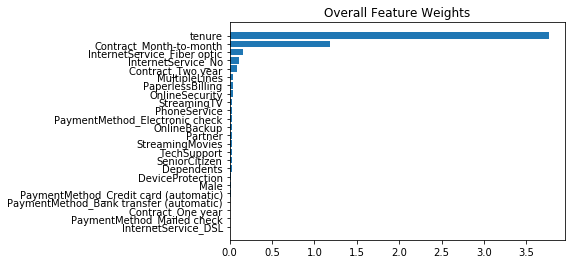 Overall Feature Weights
tenure
Contract_Month-to-month
InternetService_Fiber optic
InternetService_No
Contract_Two year
MultipleLines
PaperlessBilling
OnlineSecurity
StreamingTV
PhoneService
PaymentMethod_Electronic check
OnlineBackup
Partner
StreamingMovies
TechSupport
SeniorCitizen
Dependents
DeviceProtection
Male
PaymentMethod_Credit card (automatic)
PaymentMethod_Bank transfer (automatic)
Contract_One year
PaymentMethod_Mailed check
InternetService_DSL
0.0 0.5 1.0 1.5 2.0 2.5 3.0 3.5